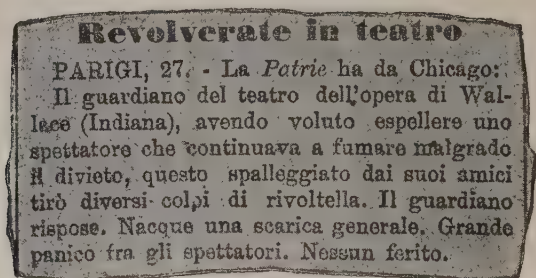 Revolverate in teatro
PARIGI, 27. - La Patrie ha da Chicago:
Il guardiano del teatro dell'opera di Wal-
lace (Indiana), avendo voluto espellere uno
spettatore che continuava a fumare malgrado
il divieto, questo spalleggiato dai suoi amici
tirò diversi colpi di rivoltella. Il guardiano
rispose. Nacque una scarica generale. Grande
panico fra gli spettatori. Nessun ferito.